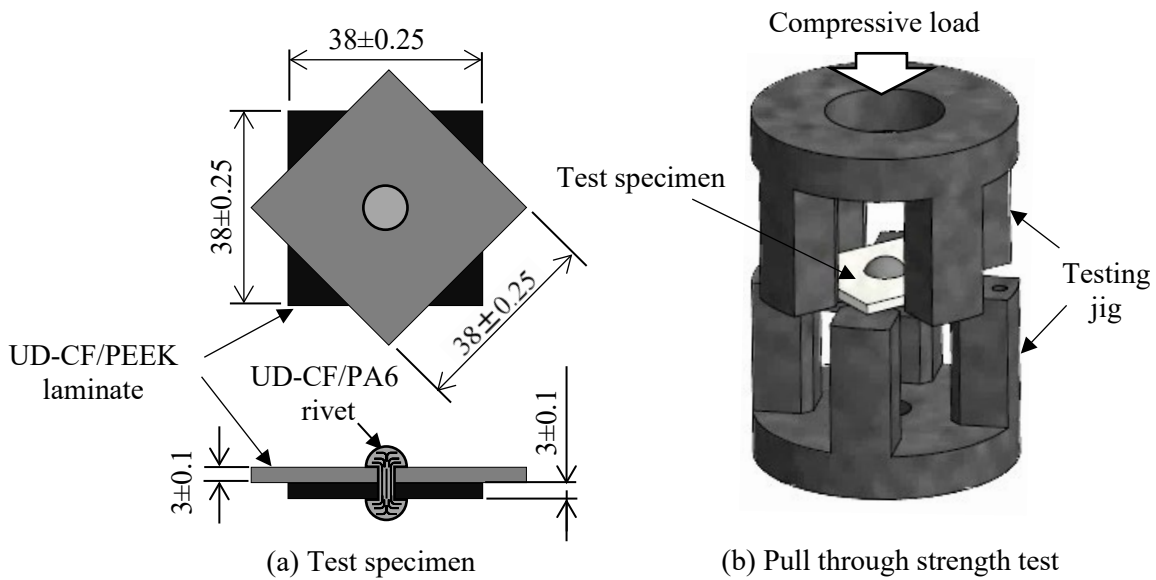 38±0.25
38±0.25
38±0.25
UD-CF/PEEK
laminate
UD-CF/PA6
rivet
3±0.1
3±0.1
(a) Test specimen
Compressive load
Test specimen
Testing
jig
(b) Pull through strength test